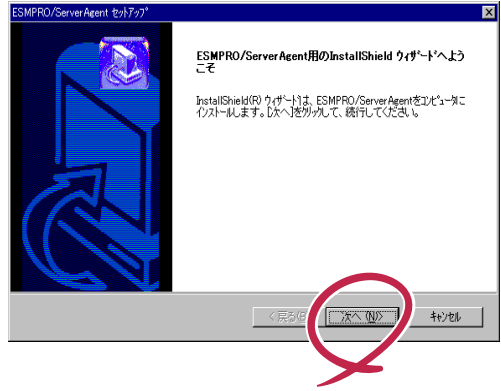 ESMPRO/ServerAgent ｾｯﾄｱｯﾌﾟ
ESMPRO/ServerAgent用のInstallShield ｳｨｻﾞｰﾄﾞへよう
こそ
InstallShield(R) ｳｨｻﾞｰﾄﾞは、ESMPRO/ServerAgentをｺﾝﾋﾟｭｰﾀに
ｲﾝｽﾄｰﾙします。[次へ]をｸﾘｯｸして、続行してください。
< 戻る(B)
次へ (N)>
ｷｬﾝｾﾙ